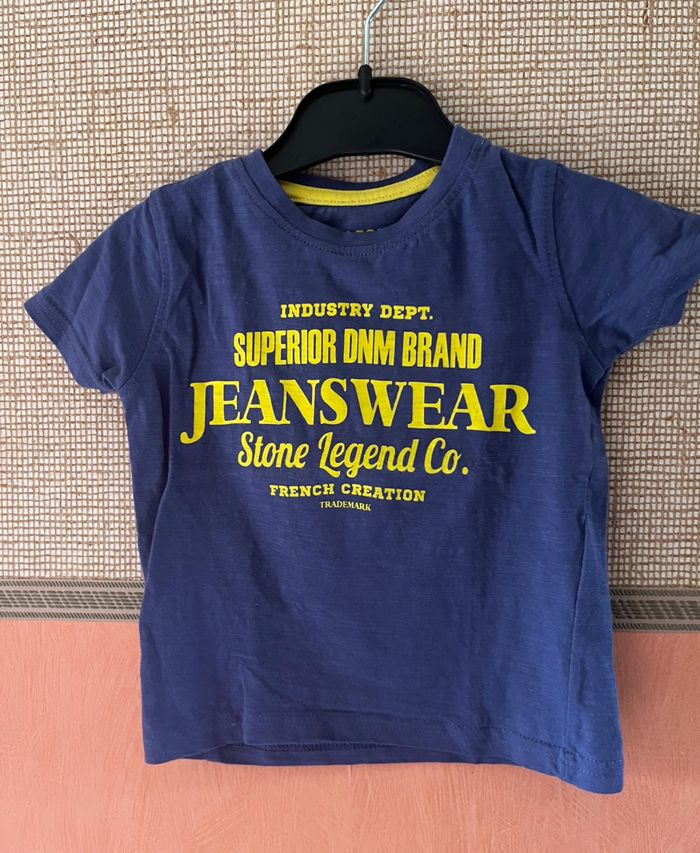 INDUSTRY DEPT.
SUPERIOR DNM BRAND
JEANSWEAR
Stone Legend Co.
FRENCH CREATION
TRADEMARK